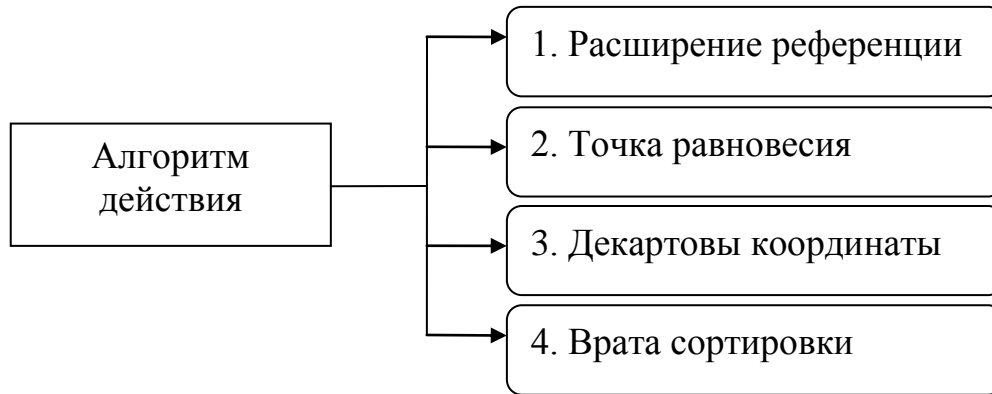 Алгоритм
действия
1. Расширение референции
2. Точка равновесия
3. Декартовы координаты
4. Врата сортировки